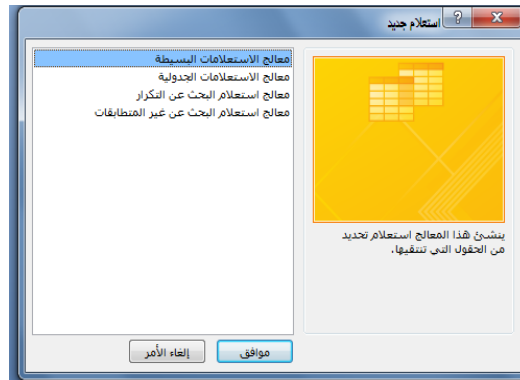 استعلام جديد
معالج الاستعلامات البسيطة
معالج الاستعلامات الجدولية
معالج استعلام البحث عن التكرار
معالج استعلام البحث عن غير المتطابقات
ينشئ هذا المعالج استعلام تحديد
من الحقول التي تنتقيها.
موافق
إلغاء الأمر